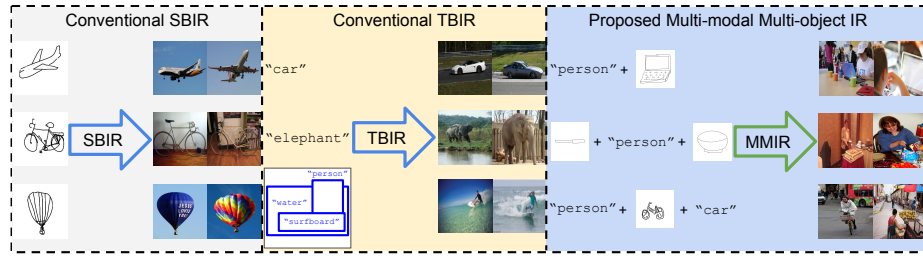 Conventional SBIR
SBIR
Conventional TBIR
“car”
“elephant”
TBIR
“person”
“water”
“surfboard”
Proposed Multi-modal Multi-object IR
“person” +
+ “person” +
MMIR
“person” + + “car”